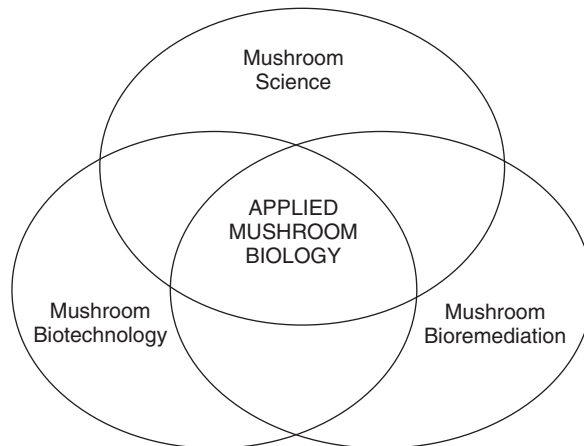 Mushroom
Science
APPLIED
MUSHROOM
BIOLOGY
Mushroom
Biotechnology
Mushroom
Bioremediation